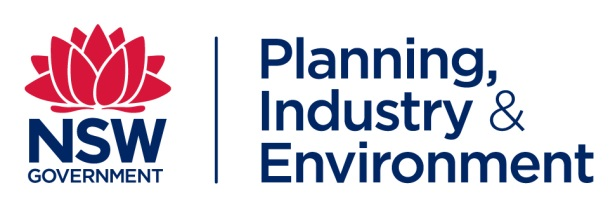 NSW
GOVERNMENT
Planning,
Industry &
Environment